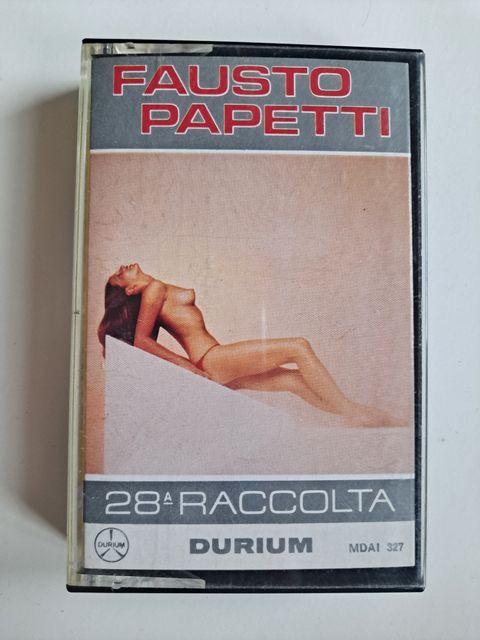 FAUSTO
PAPETTI
28ª RACCOLTA
DURIUM
DURIUM
MDAI 327